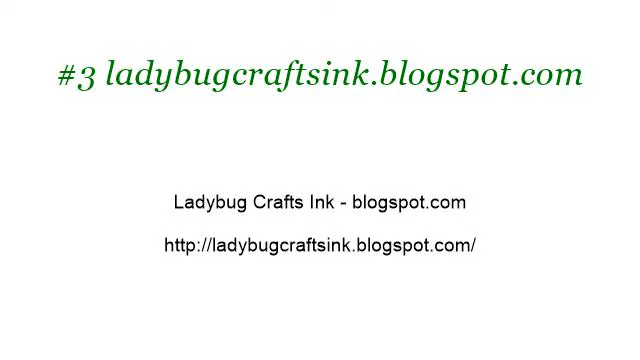 #3 ladybugcraftsink.blogspot.com
Ladybug Crafts Ink - blogspot.com
http://ladybugcraftsink.blogspot.com/